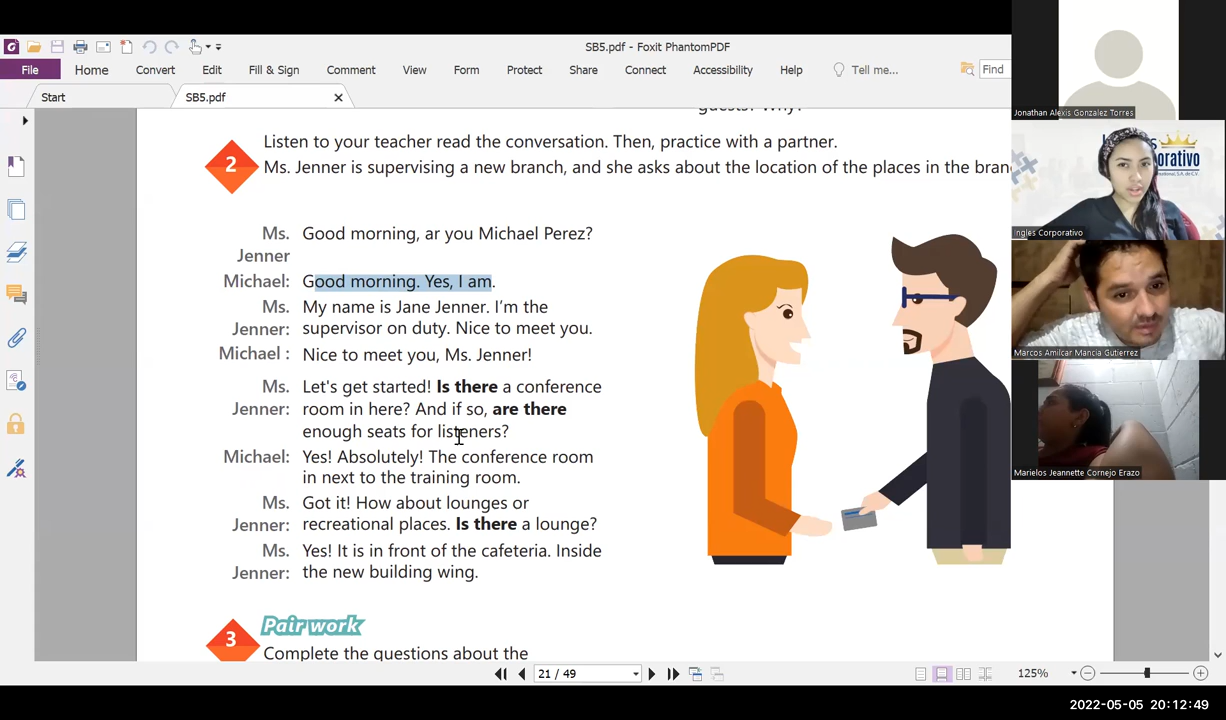 SB5.pdf - Foxit PhantomPDF
File Home Convert Edit Fill & Sign Comment View Form Protect Share Connect Accessibility Help Tell me... Find
Start SB5.pdf
guests? Why?
2 Listen to your teacher read the conversation. Then, practice with a partner.
Ms. Jenner is supervising a new branch, and she asks about the location of the places in the bran
Ms. Good morning, ar you Michael Perez?
Jenner
Michael: Good morning. Yes, I am.
Ms. My name is Jane Jenner. I'm the
Jenner: supervisor on duty. Nice to meet you.
Michael : Nice to meet you, Ms. Jenner!
Ms. Let's get started! Is there a conference
Jenner: room in here? And if so, are there
enough seats for listeners?
Michael: Yes! Absolutely! The conference room
in next to the training room.
Ms. Got it! How about lounges or
Jenner: recreational places. Is there a lounge?
Ms. Yes! It is in front of the cafeteria. Inside
Jenner: the new building wing.
3 Pair work
Complete the questions about the
21 / 49
125%
Jonathan Alexis Gonzalez Torres
orativo
Ingles Corporativo
Marcos Amilcar Mancia Gutierrez
Marielos Jeannette Cornejo Erazo
2022-05-05 20:12:49